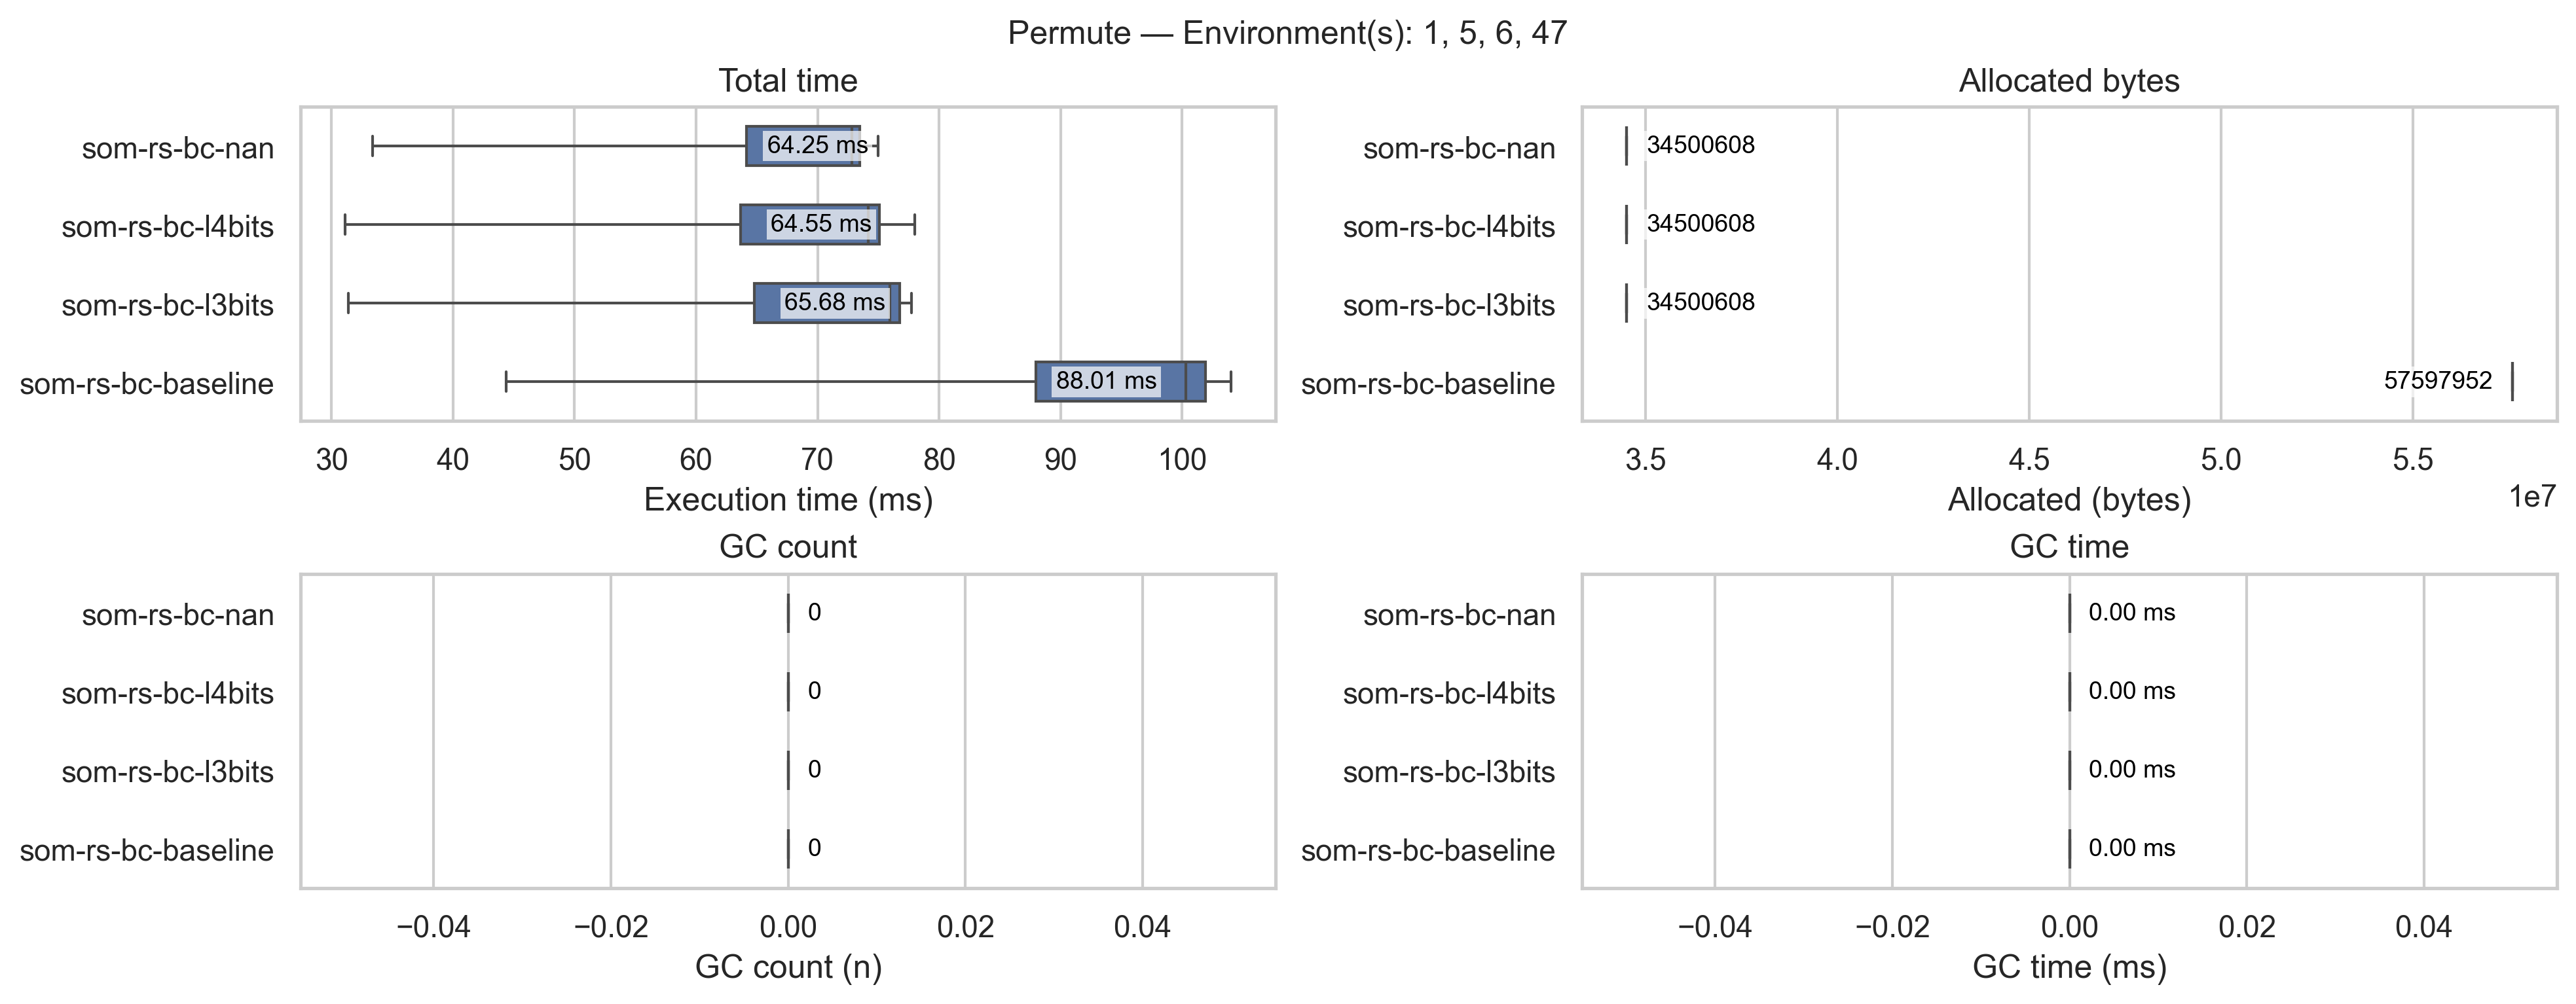 Permute — Environment(s): 1, 5, 6, 47
Total time
som-rs-bc-nan
64.25 ms
som-rs-bc-l4bits
64.55 ms
som-rs-bc-l3bits
65.68 ms
som-rs-bc-baseline
88.01 ms
30 40 50 60 70 80 90 100
Execution time (ms)
Allocated bytes
som-rs-bc-nan
34500608
som-rs-bc-l4bits
34500608
som-rs-bc-l3bits
34500608
som-rs-bc-baseline
57597952
3.5 4.0 4.5 5.0 5.5
1e7
Allocated (bytes)
GC count
som-rs-bc-nan
0
som-rs-bc-l4bits
0
som-rs-bc-l3bits
0
som-rs-bc-baseline
0
−0.04 −0.02 0.00 0.02 0.04
GC count (n)
GC time
som-rs-bc-nan
0.00 ms
som-rs-bc-l4bits
0.00 ms
som-rs-bc-l3bits
0.00 ms
som-rs-bc-baseline
0.00 ms
−0.04 −0.02 0.00 0.02 0.04
GC time (ms)